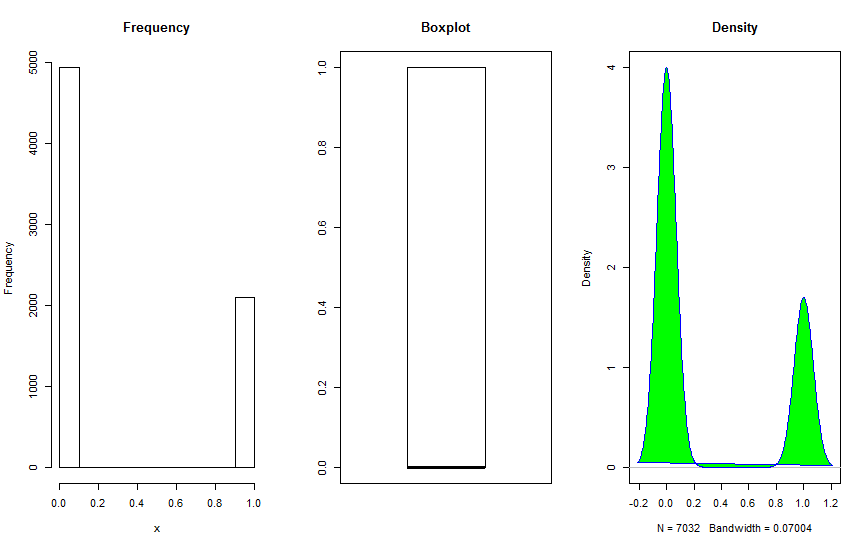 Frequency
Boxplot
Density
Frequency
0
1000
2000
3000
4000
5000
0.0 0.2 0.4 0.6 0.8 1.0
x
0.0
0.2
0.4
0.6
0.8
1.0
Density
0
1
2
3
4
-0.2 0.0 0.2 0.4 0.6 0.8 1.0 1.2
N = 7032 Bandwidth = 0.07004